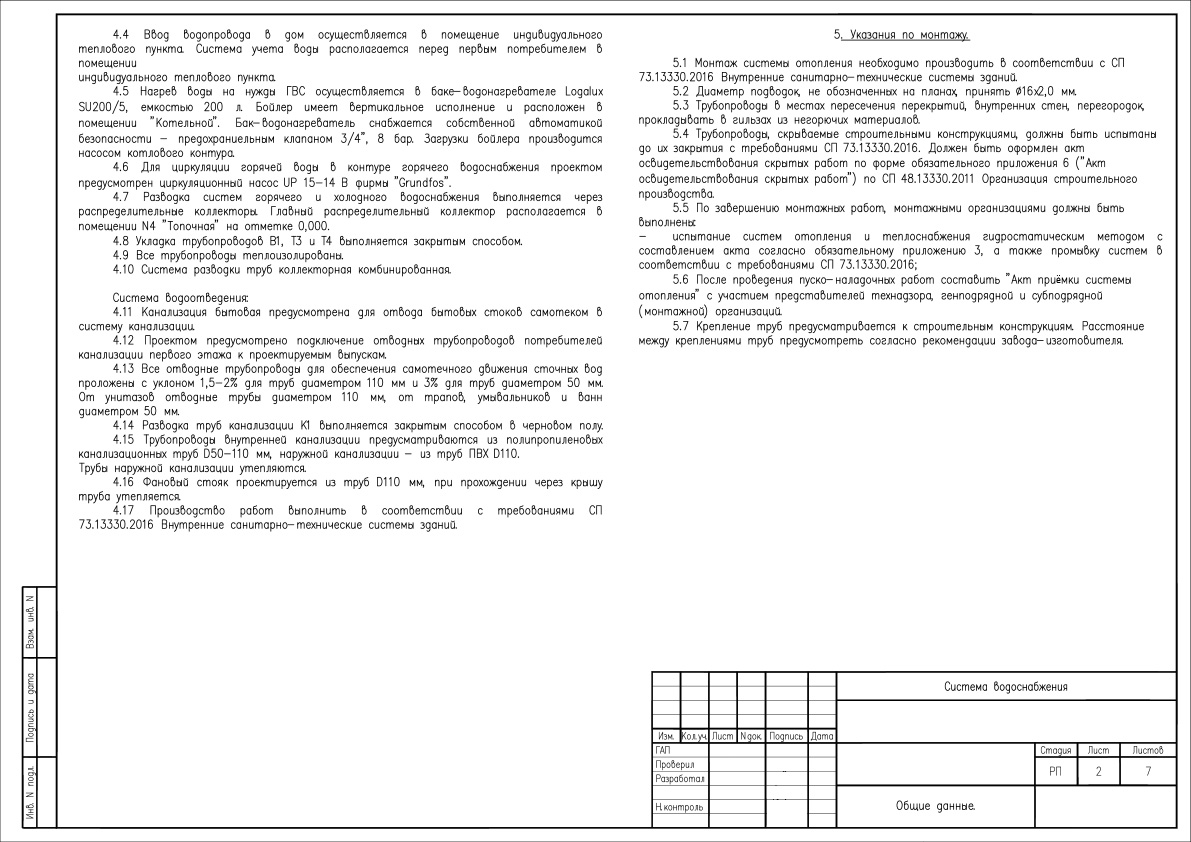 4.4 Ввод водопровода в дом осуществляется в помещение индивидуального
теплового пункта. Система учета воды располагается перед первым потребителем в
помещении
индивидуального теплового пункта.
4.5 Нагрев воды на нужды ГВС осуществляется в баке-водонагревателе Logalux
SU200/5, емкостью 200 л. Бойлер имеет вертикальное исполнение и расположен в
помещении "Котельной". Бак-водонагреватель снабжается собственной автоматикой
безопасности - предохраниельным клапаном 3/4", 8 бар. Загрузки бойлера производится
насосом котлового контура.
4.6 Для циркуляции горячей воды в контуре горячего водоснабжения проектом
предусмотрен циркуляционный насос UP 15-14 B фирмы "Grundfos".
4.7 Разводка систем горячего и холодного водоснабжения выполняется через
распределительные коллекторы. Главный распределительный коллектор располагается в
помещении N4 "Топочная" на отметке 0,000.
4.8 Укладка трубопроводов В1, Т3 и Т4 выполняется закрытым способом.
4.9 Все трубопроводы теплоизолированы.
4.10 Система разводки труб коллекторная комбинированная.
Система водоотведения:
4.11 Канализация бытовая предусмотрена для отвода бытовых стоков самотеком в
систему канализации.
4.12 Проектом предусмотрено подключение отводных трубопроводов потребителей
канализации первого этажа к проектируемым выпускам.
4.13 Все отводные трубопроводы для обеспечения самотечного движения сточных вод
проложены с уклоном 1,5-2% для труб диаметром 110 мм и 3% для труб диаметром 50 мм.
От унитазов отводные трубы диаметром 110 мм, от трапов, умывальников и ванн
диаметром 50 мм.
4.14 Разводка труб канализации К1 выполняется закрытым способом в черновом полу.
4.15 Трубопроводы внутренней канализации предусматриваются из полипропиленовых
канализационных труб D50-110 мм, наружной канализации - из труб ПВХ D110.
Трубы наружной канализации утепляются.
4.16 Фановый стояк проектируется из труб D110 мм, при прохождении через крышу
труба утепляется.
4.17 Производство работ выполнить в соответствии с требованиями СП
73.13330.2016 Внутренние санитарно-технические системы зданий.
5. Указания по монтажу.
5.1 Монтаж системы отопления необходимо производить в соответствии с СП
73.13330.2016 Внутренние санитарно-технические системы зданий.
5.2 Диаметр подводок, не обозначенных на планах, принять ø16х2,0 мм.
5.3 Трубопроводы в местах пересечения перекрытий, внутренних стен, перегородок,
прокладывать в гильзах из негорючих материалов.
5.4 Трубопроводы, скрываемые строительными конструкциями, должны быть испытаны
до их закрытия с требованиями СП 73.13330.2016. Должен быть оформлен акт
освидетельствования скрытых работ по форме обязательного приложения 6 ("Акт
освидетельствования скрытых работ") по СП 48.13330.2011 Организация строительного
производства.
5.5 По завершению монтажных работ, монтажными организациями должны быть
выполнены:
- испытание систем отопления и теплоснабжения гидростатическим методом с
составлением акта согласно обязательному приложению 3, а также промывку систем в
соответствии с требованиями СП 73.13330.2016;
5.6 После проведения пуско-наладочных работ составить "Акт приёмки системы
отопления" с участием представителей технадзора, генподрядной и субподрядной
(монтажной) организаций.
5.7 Крепление труб предусматривается к строительным конструкциям. Расстояние
между креплениями труб предусмотреть согласно рекомендации завода-изготовителя.
Взам. инв. N
Подпись и дата
Инв. N подл.
Система водоснабжения
Изм. Кол.уч. Лист Nдок. Подпись Дата
ГАП
Проверил
Разработал
Н.контроль
Стадия Лист Листов
РП 2 7
Общие данные.